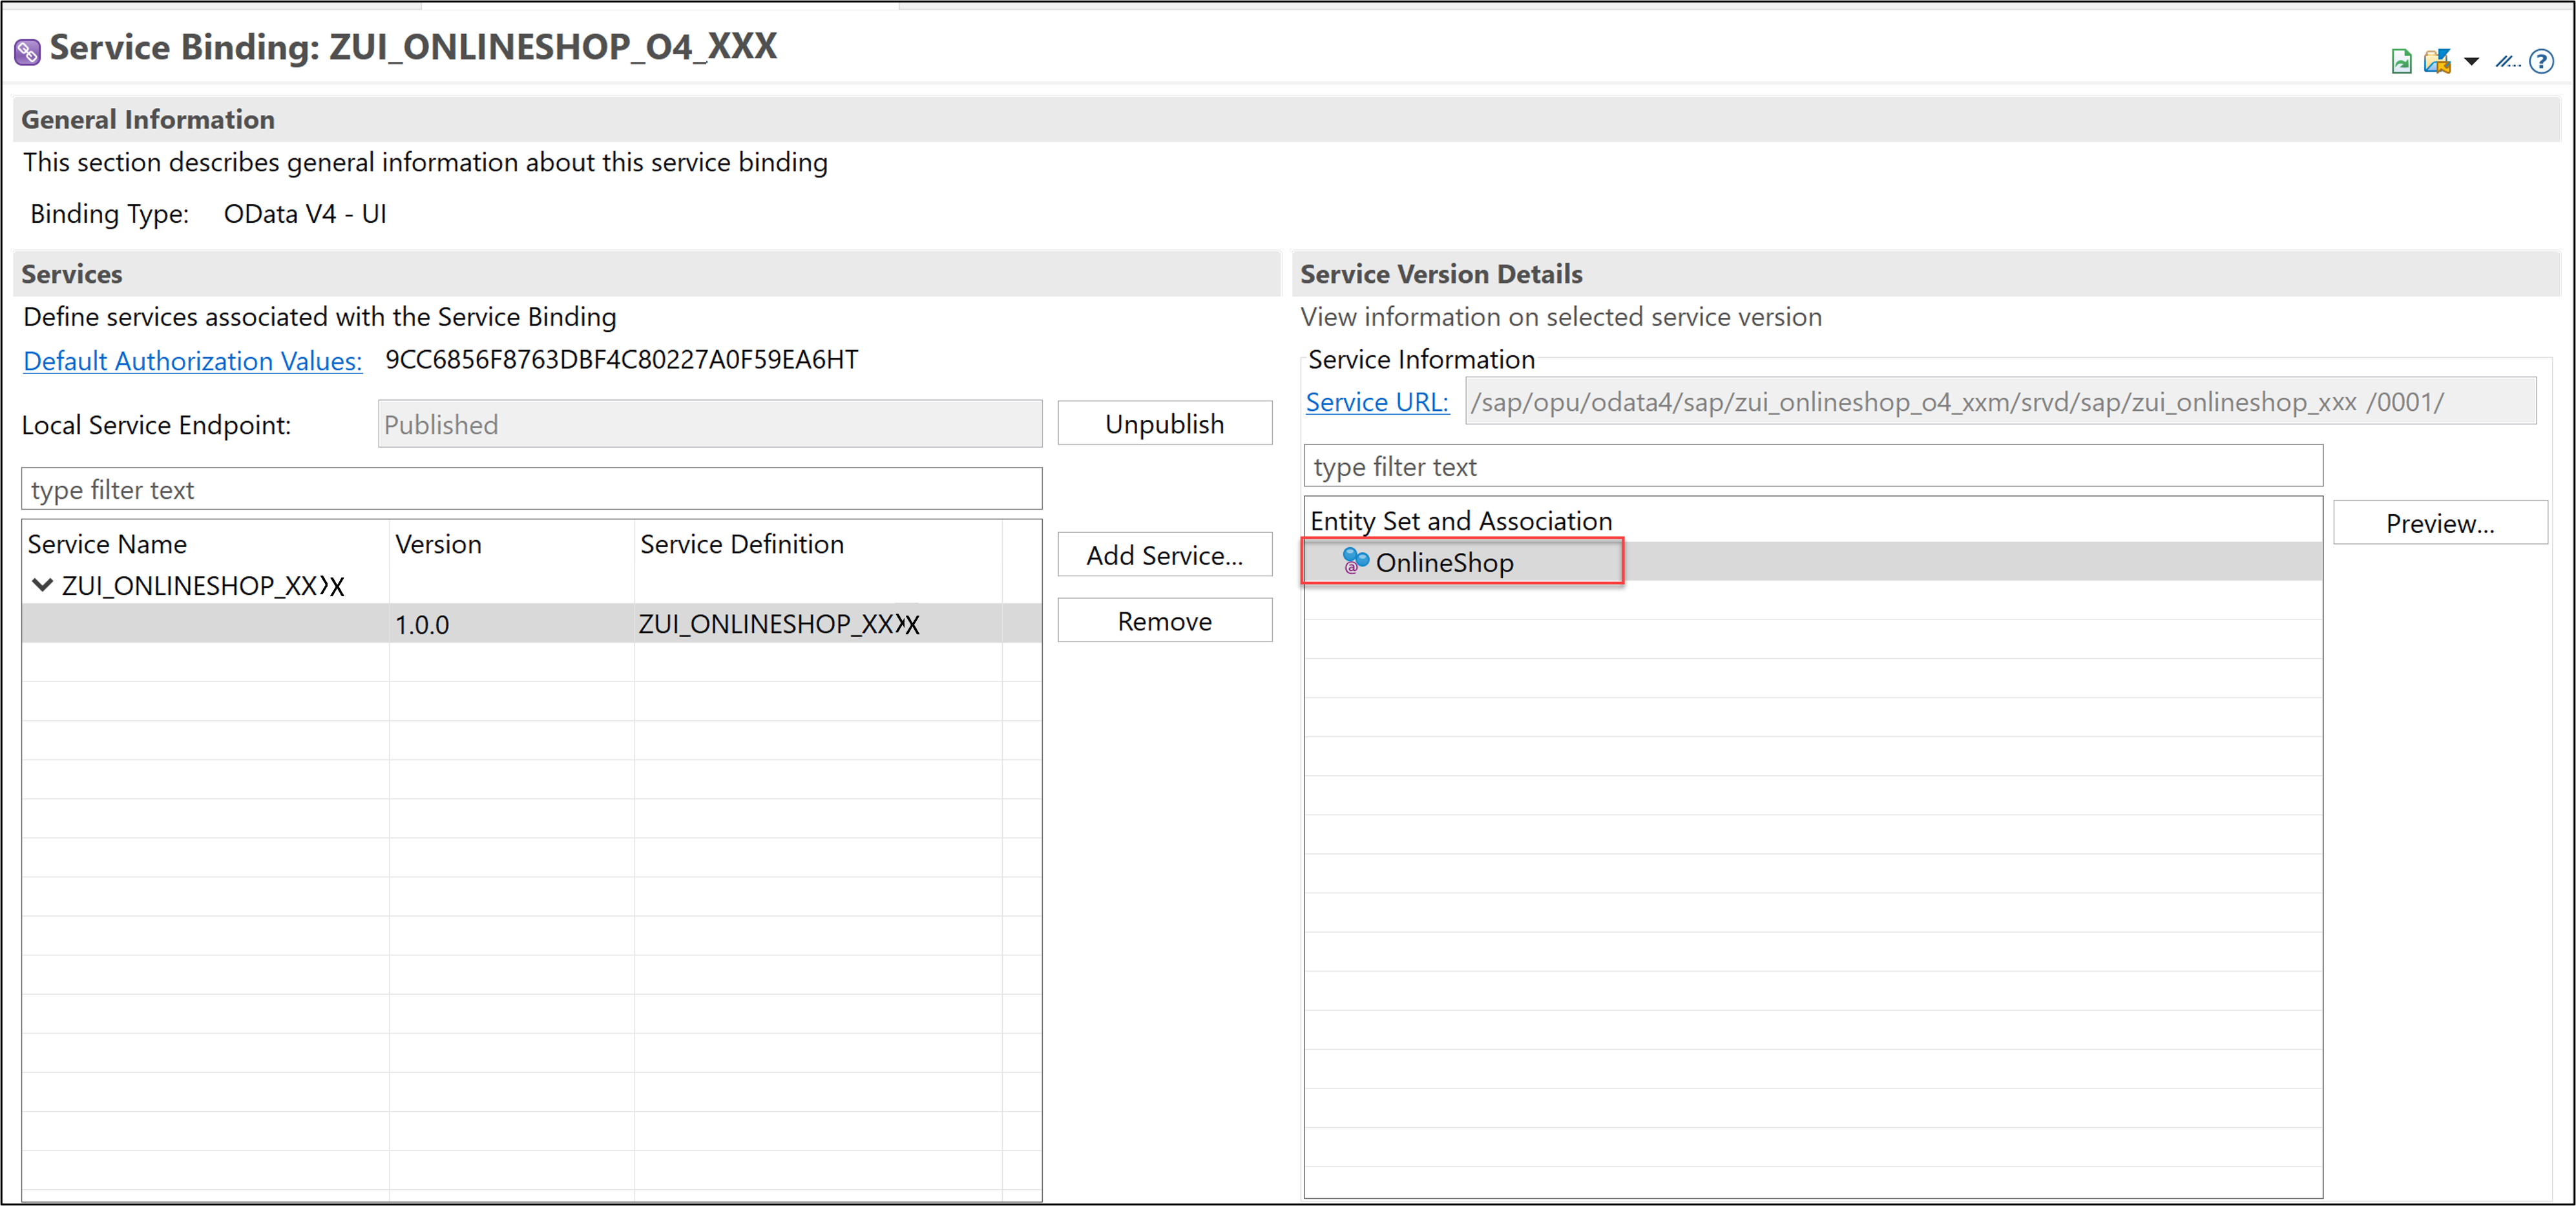 Service Binding: ZUI_ONLINESHOP_O4_XXX
General Information
This section describes general information about this service binding
Binding Type: OData V4 - UI
Services
Define services associated with the Service Binding
Default Authorization Values: 9CC6856F8763DBF4C80227A0F59EA6HT
Local Service Endpoint: Published Unpublish
type filter text
Service Name Version Service Definition
ZUI_ONLINESHOP_XXXX
1.0.0 ZUI_ONLINESHOP_XXXX
Add Service...
Remove
Service Version Details
View information on selected service version
Service Information
Service URL: /sap/opu/odata4/sap/zui_onlineshop_o4_xxm/srvd/sap/zui_onlineshop_xxx /0001/
type filter text
Entity Set and Association
OnlineShop
Preview...